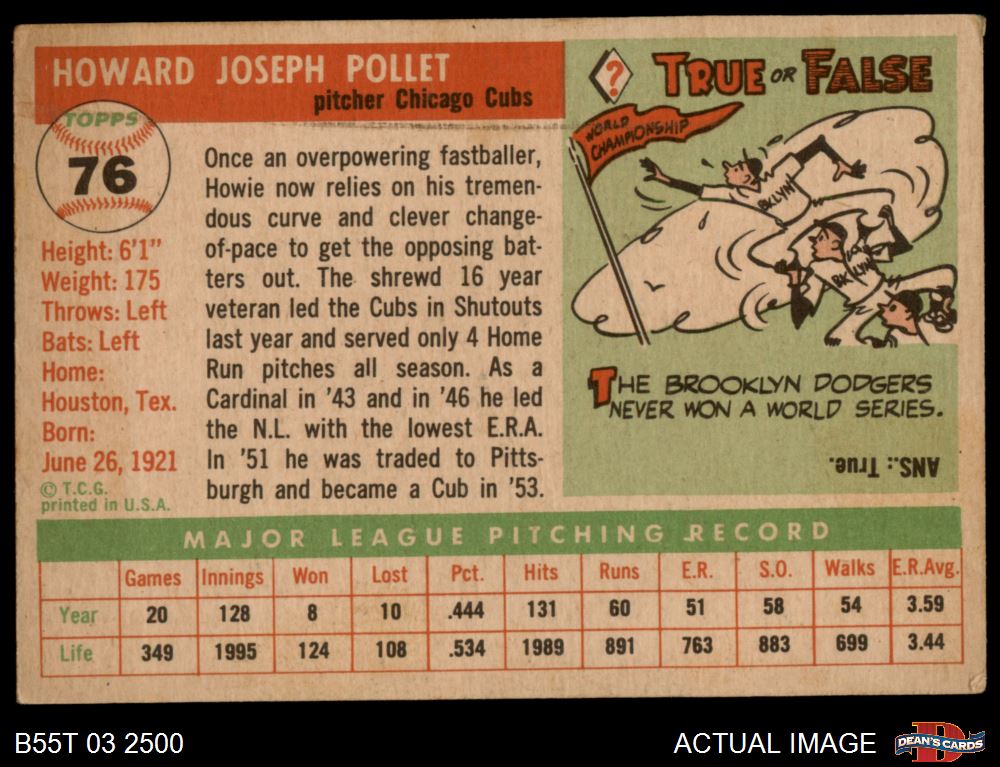 HOWARD JOSEPH POLLET
pitcher Chicago Cubs
TOPPS
76
Height: 6'1"
Weight: 175
Throws: Left
Bats: Left
Home:
Houston, Tex.
Born:
June 26, 1921
© T.C.G.
printed in U.S.A.
Once an overpowering fastballer,
Howie now relies on his tremen-
dous curve and clever change-
of-pace to get the opposing bat-
ters out. The shrewd 16 year
veteran led the Cubs in Shutouts
last year and served only 4 Home
Run pitches all season. As a
Cardinal in '43 and in '46 he led
the N.L. with the lowest E.R.A.
In '51 he was traded to Pitts-
burgh and became a Cub in '53.
? TRUE OR FALSE
WORLD
CHAMPIONSHIP
BKLYN
BKLYN
THE BROOKLYN DODGERS
NEVER WON A WORLD SERIES.
ANS.: True.
MAJOR LEAGUE PITCHING RECORD
Games Innings Won Lost Pct. Hits Runs E.R. S.O. Walks E.R.Avg.
Year 20 128 8 10 .444 131 60 51 58 54 3.59
Life 349 1995 124 108 .534 1989 891 763 883 699 3.44
B55T 03 2500
ACTUAL IMAGE
D
DEAN'S CARDS